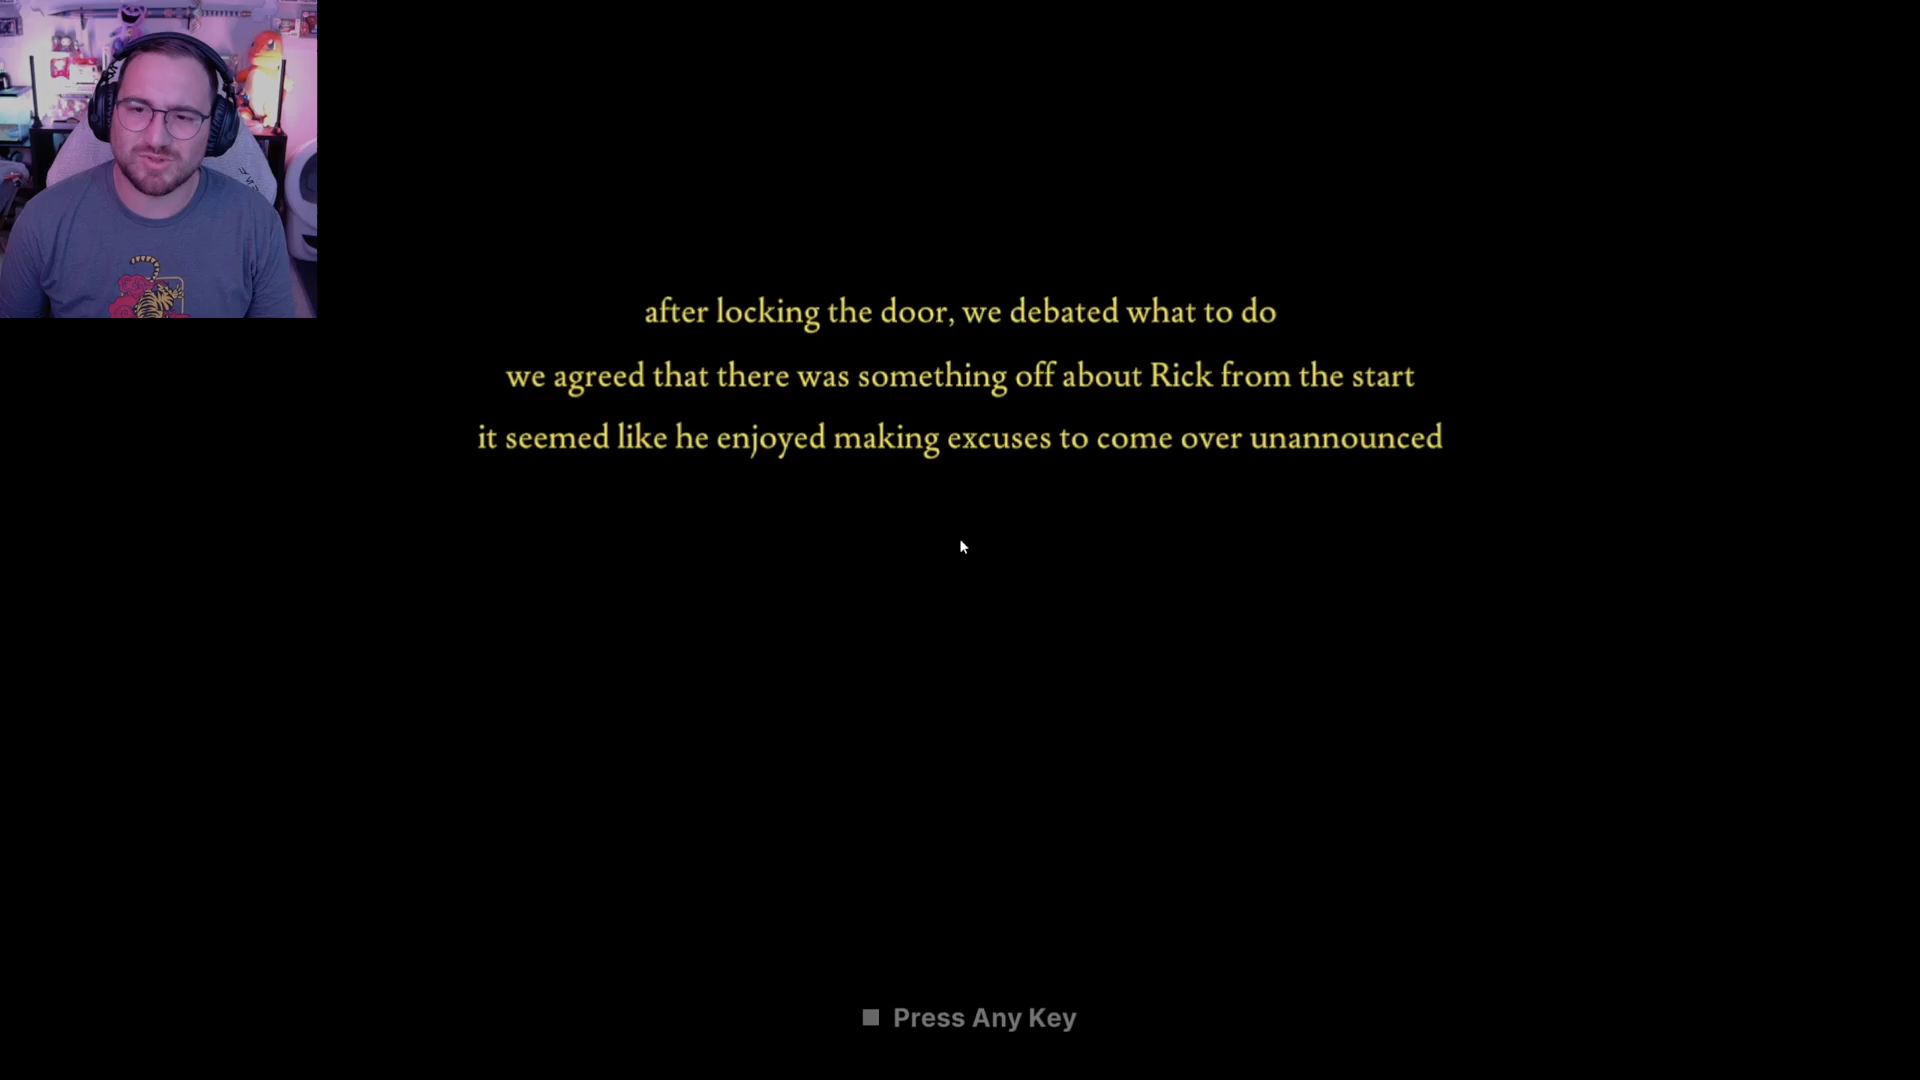 after locking the door, we debated what to do
we agreed that there was something off about Rick from the start
it seemed like he enjoyed making excuses to come over unannounced
Press Any Key